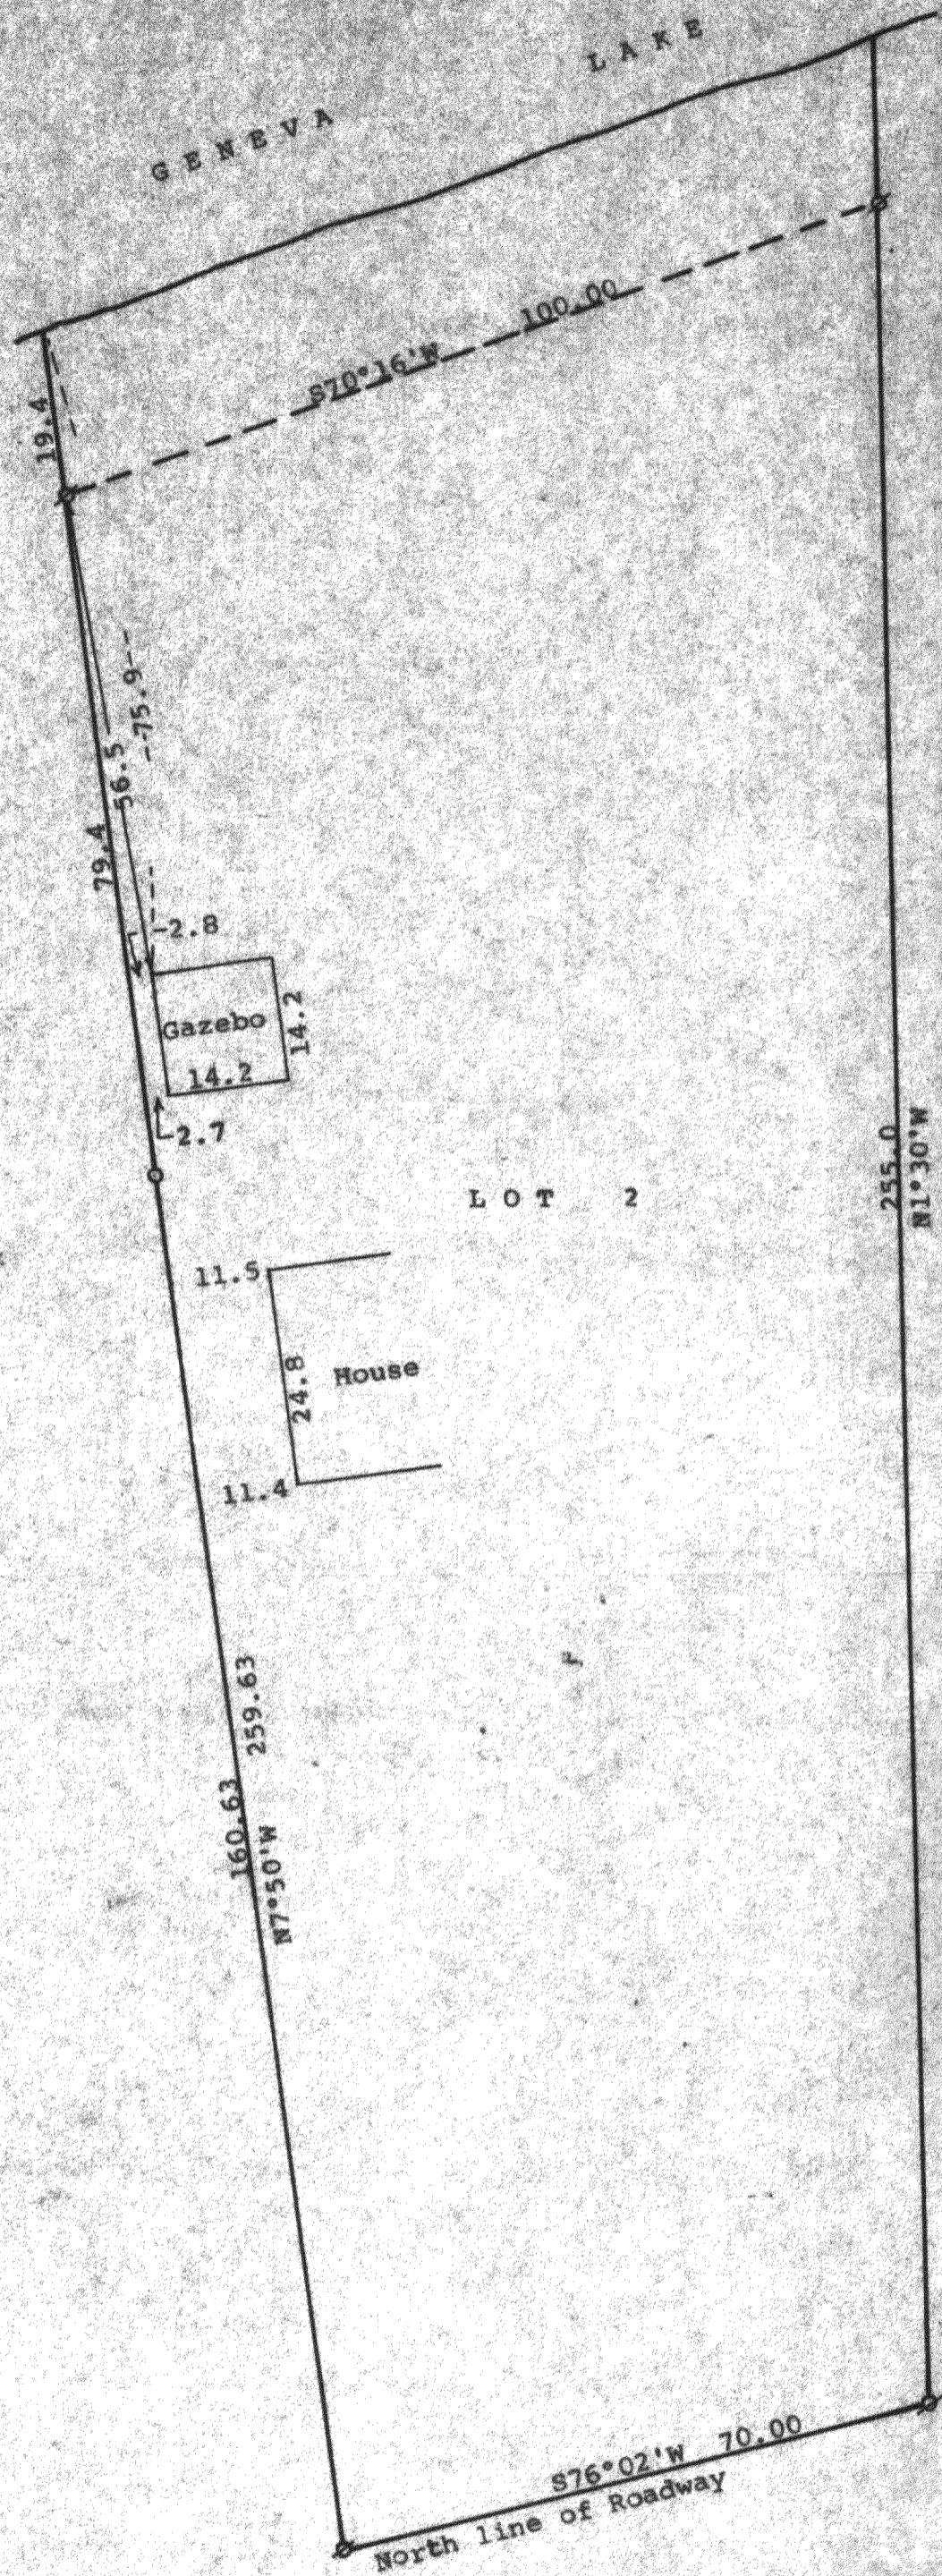 GENEVA LAKE
S70°16'W 100.00
19.4
56.5
--75.9--
79.4
2.8
Gazebo
14.2
14.2
2.7
LOT 2
255.0
N1°30'W
11.5
24.8
House
11.4
259.63
160.63
N7°50'W
S76°02'W 70.00
North line of Roadway